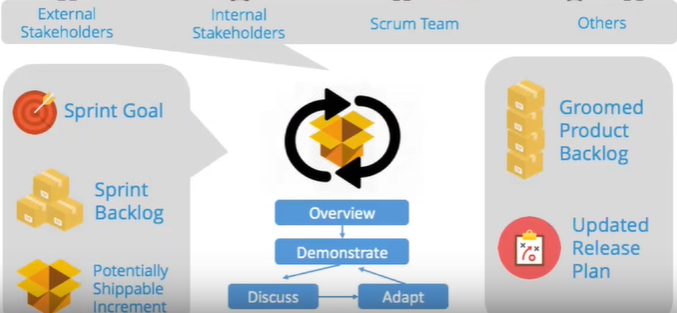 External
Stakeholders
Internal
Stakeholders
Scrum Team
Others
Sprint Goal
Sprint
Backlog
Potentially
Shippable
Increment
Overview
Demonstrate
Discuss
Adapt
Groomed
Product
Backlog
Updated
Release
Plan